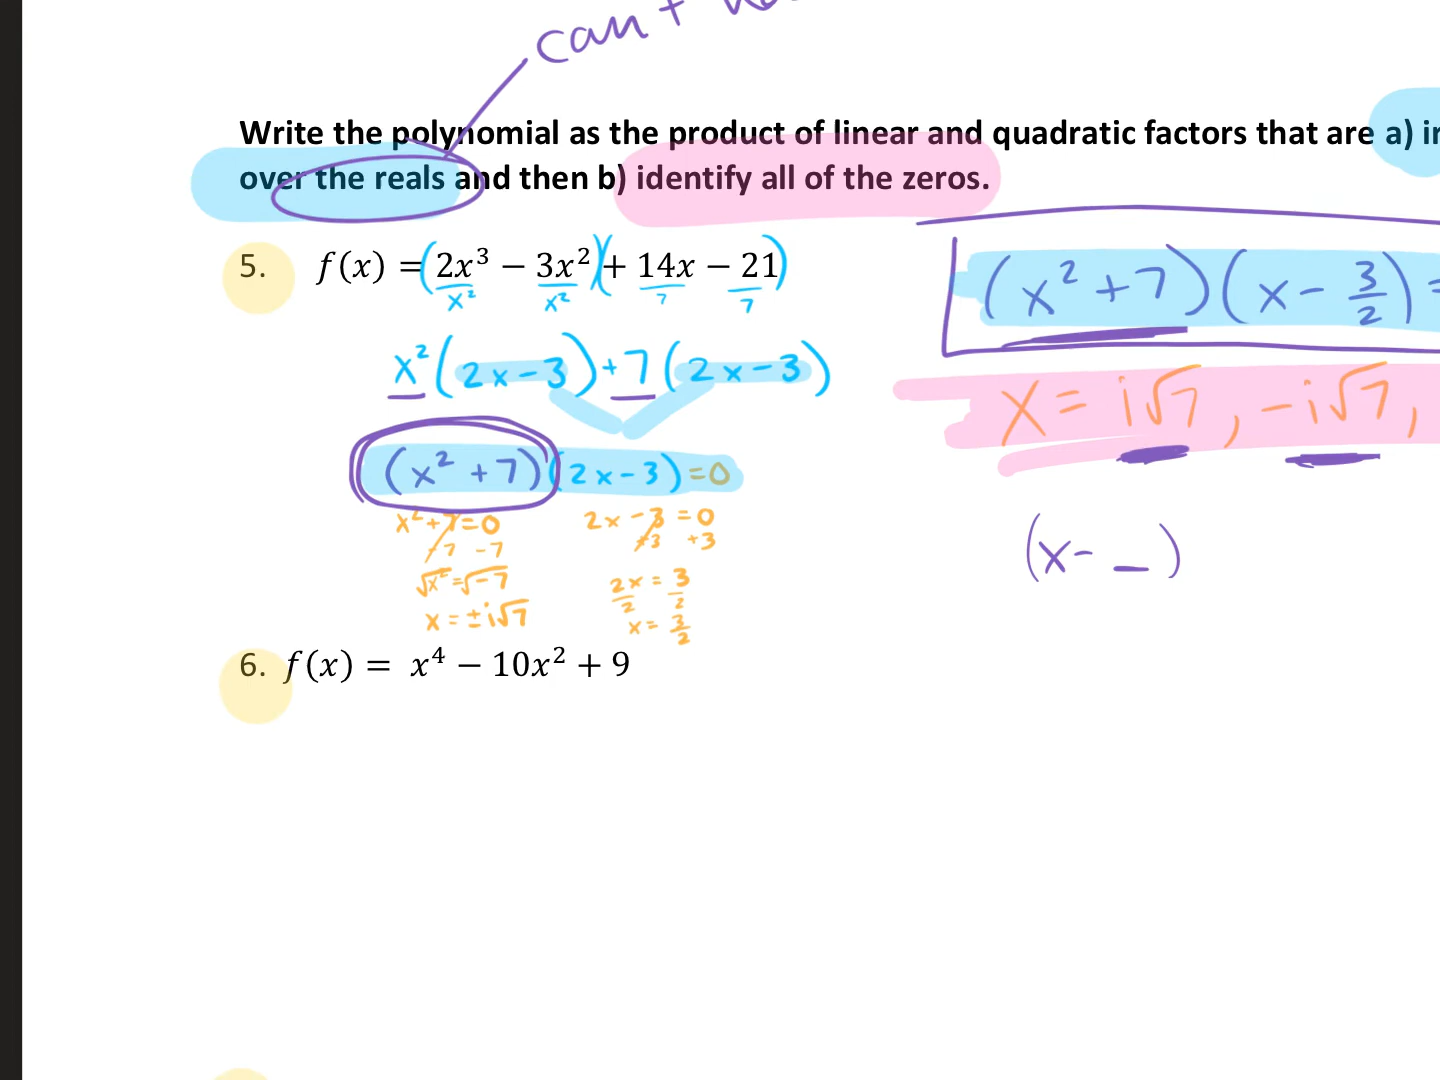 can't
Write the polynomial as the product of linear and quadratic factors that are a)
over the reals and then b) identify all of the zeros.
5. f(x) = (2x³ − 3x²)(+ 14x − 21)
x² x² 7 7
x²(2x−3)+7(2x−3)
(x²+7)(2x−3)=0
x²+7=0 2x−3=0
−7 −7 +3 +3
√x²=√−7 2x/2 = 3/2
x=±i√7 x=3/2
(x²+7)(x−3/2)=
X= i√7, −i√7,
(x− _)
6. f(x) = x⁴ − 10x² + 9